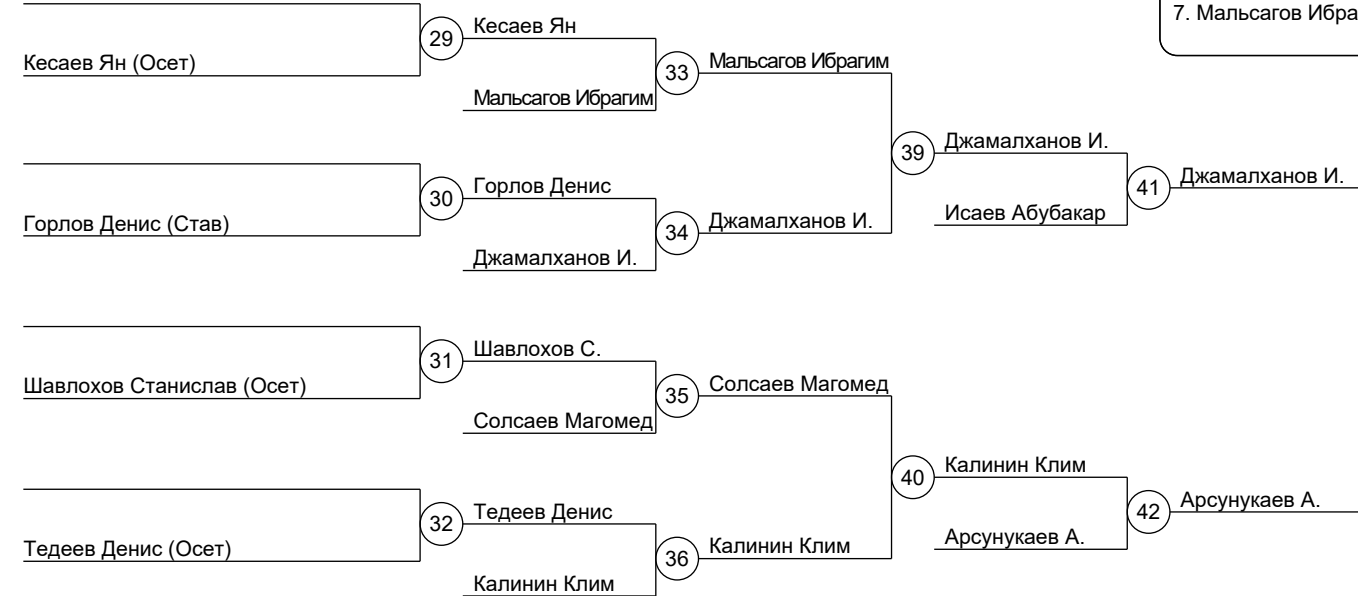 7. Мальсагов Ибра
29
Кесаев Ян
Кесаев Ян (Осет)
33
Мальсагов Ибрагим
Мальсагов Ибрагим
39
Джамалханов И.
30
Горлов Денис
41
Джамалханов И.
Горлов Денис (Став)
34
Джамалханов И.
Исаев Абубакар
Джамалханов И.
31
Шавлохов С.
Шавлохов Станислав (Осет)
35
Солсаев Магомед
Солсаев Магомед
40
Калинин Клим
32
Тедеев Денис
42
Арсунукаев А.
Тедеев Денис (Осет)
36
Калинин Клим
Арсунукаев А.
Калинин Клим